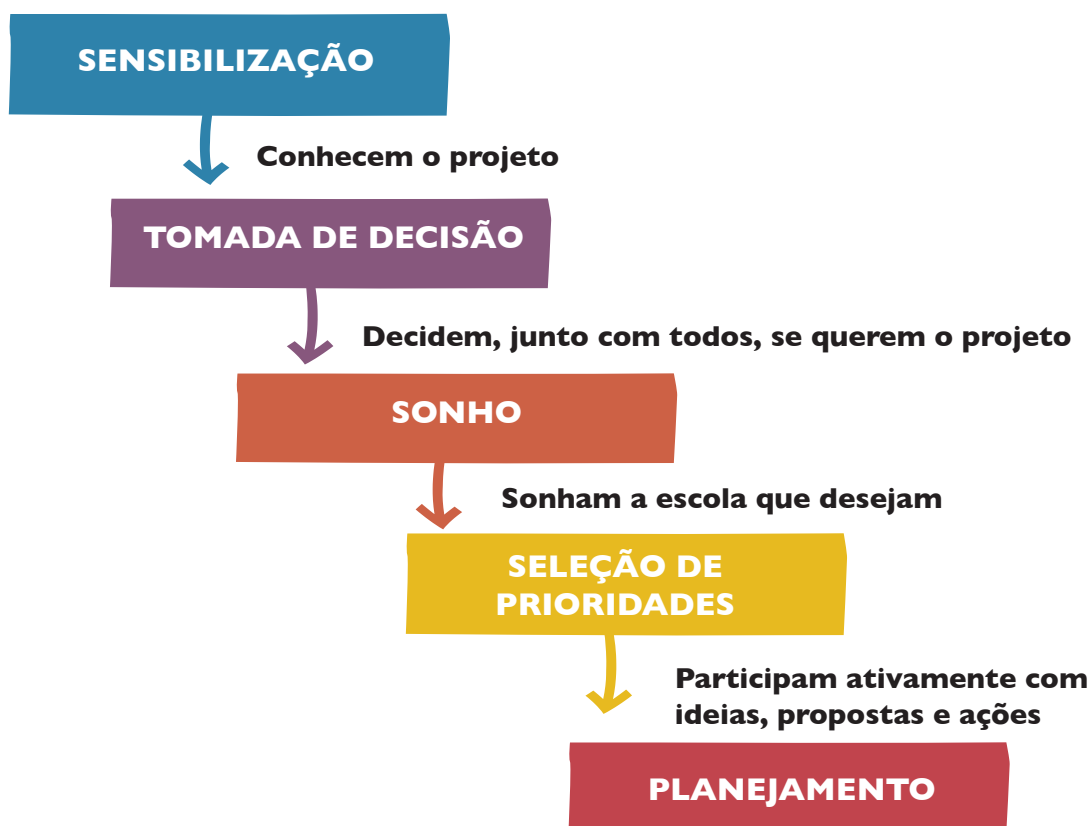 SENSIBILIZAÇÃO
Conhecem o projeto
TOMADA DE DECISÃO
Decidem, junto com todos, se querem o projeto
SONHO
Sonham a escola que desejam
SELEÇÃO DE
PRIORIDADES
Participam ativamente com
ideias, propostas e ações
PLANEJAMENTO